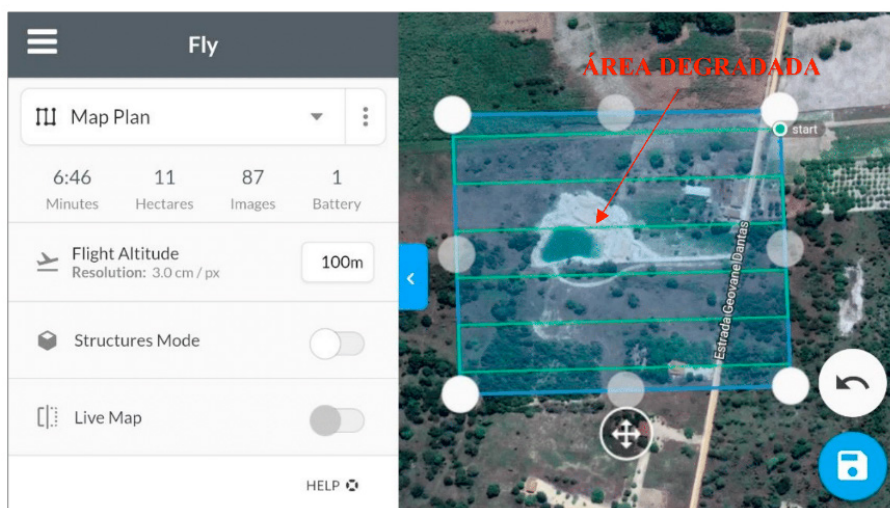 Fly
Map Plan
6:46 11 87 1
Minutes Hectares Images Battery
Flight Altitude
Resolution: 3.0 cm / px
100m
Structures Mode
Live Map
HELP
ÁREA DEGRADADA
start
Estrada Geovane Dantas